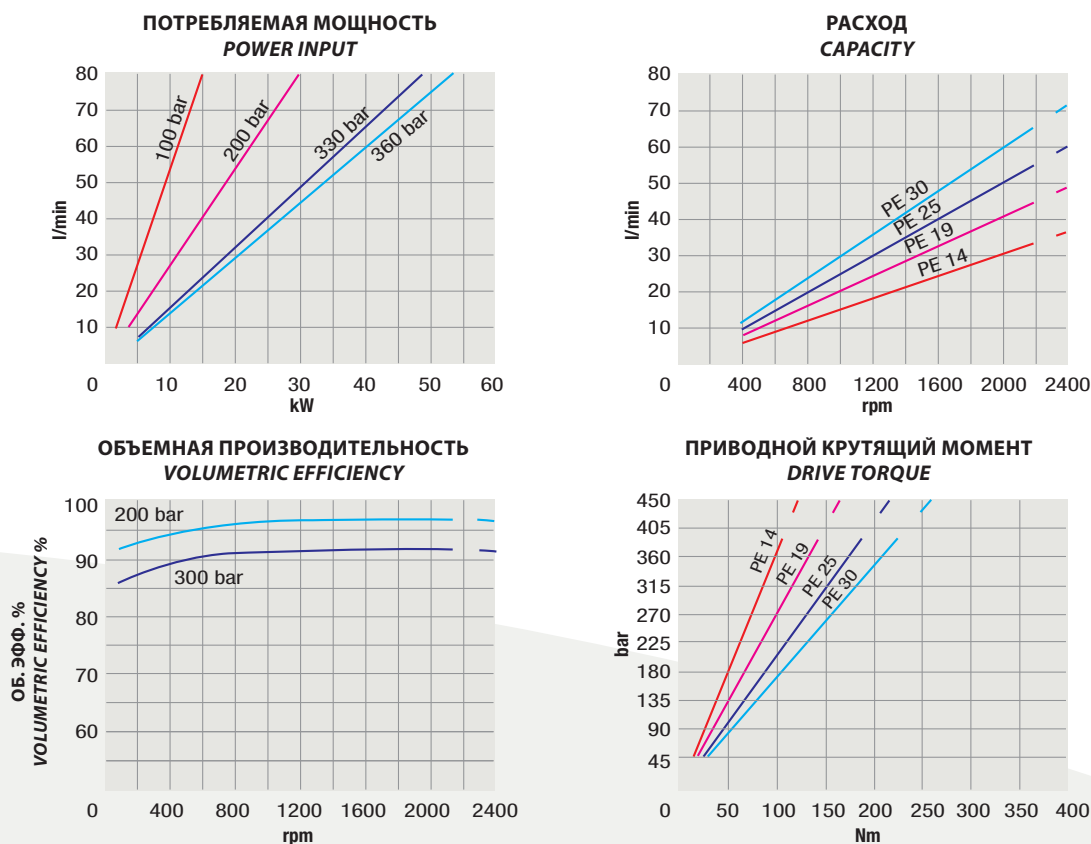 ПОТРЕБЛЯЕМАЯ МОЩНОСТЬ
POWER INPUT
l/min
80
70
60
50
40
30
20
10
0
100 bar
200 bar
330 bar
360 bar
10 20 30 40 50 60
kW
РАСХОД
CAPACITY
l/min
80
70
60
50
40
30
20
10
0
PE 30
PE 25
PE 19
PE 14
400 800 1200 1600 2000 2400
rpm
ОБЪЕМНАЯ ПРОИЗВОДИТЕЛЬНОСТЬ
VOLUMETRIC EFFICIENCY
ОБ. ЭФФ. %
VOLUMETRIC EFFICIENCY %
100
90
80
70
60
0
200 bar
300 bar
400 800 1200 1600 2000 2400
rpm
ПРИВОДНОЙ КРУТЯЩИЙ МОМЕНТ
DRIVE TORQUE
bar
450
405
360
315
270
225
180
135
90
45
0
PE 14
PE 19
PE 25
PE 30
50 100 150 200 250 300 350 400
Nm